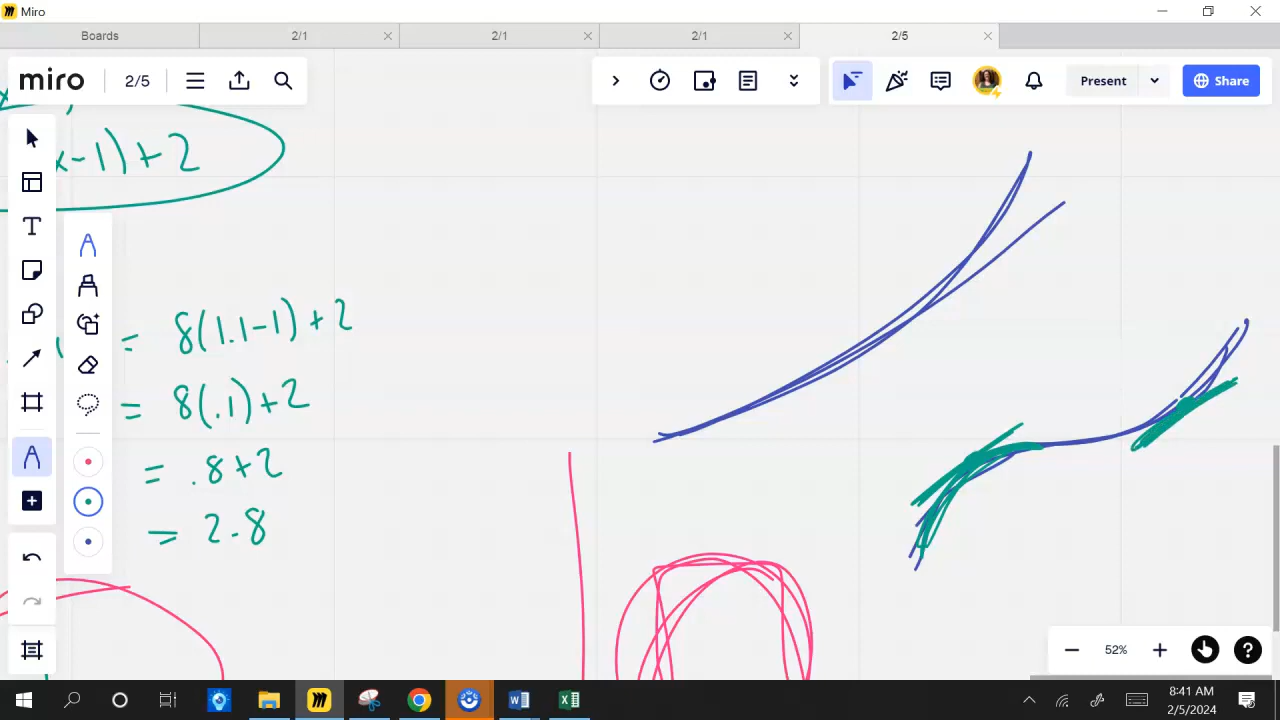 Miro
Boards
2/1
2/1
2/1
2/5
miro
2/5
Present
Share
x-1)+2
= 8(1.1-1)+2
= 8(.1)+2
= .8+2
= 2.8
52%
8:41 AM
2/5/2024